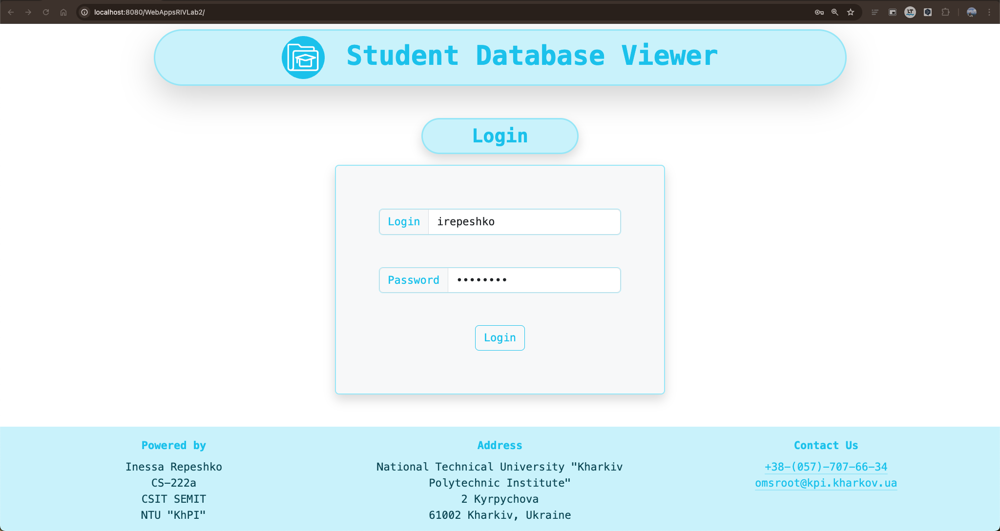 localhost:8080/WebAppsRIVLab2/
LT
Student Database Viewer
Login
Login irepeshko
Password ••••••••
Login
Powered by
Inessa Repeshko
CS-222a
CSIT SEMIT
NTU "KhPI"
Address
National Technical University "Kharkiv
Polytechnic Institute"
2 Kyrpychova
61002 Kharkiv, Ukraine
Contact Us
+38-(057)-707-66-34
omsroot@kpi.kharkov.ua